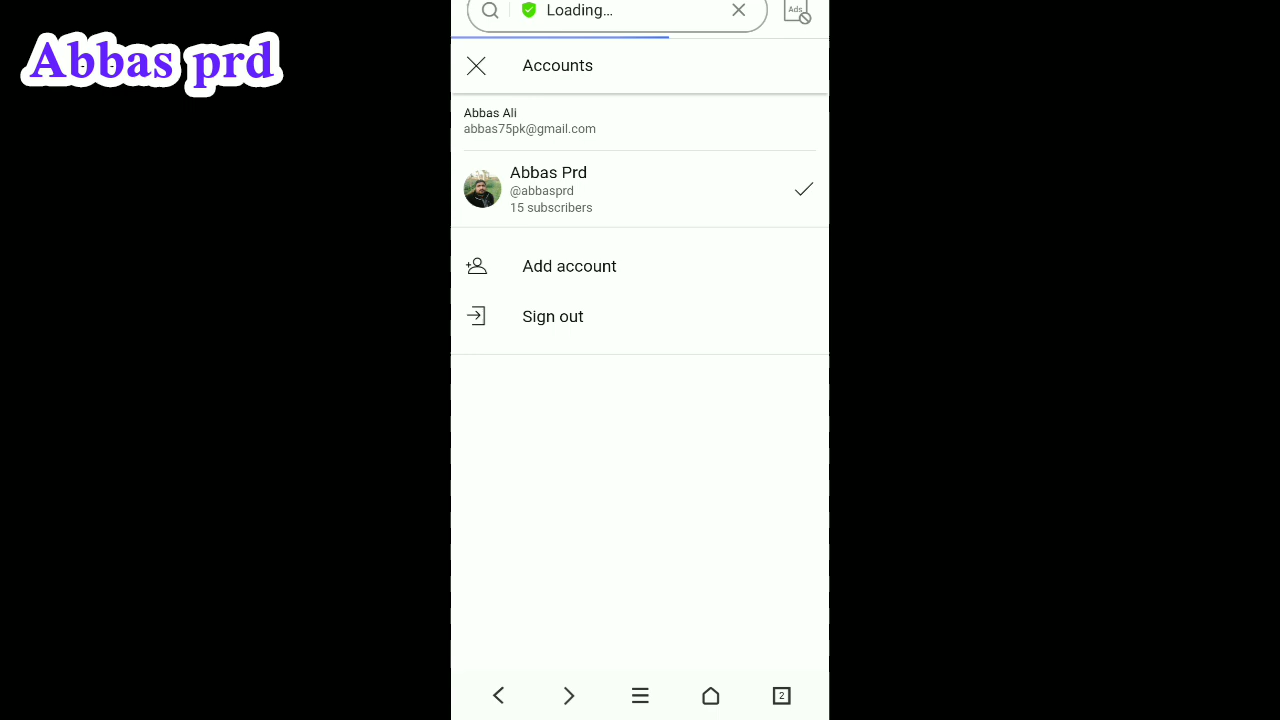 Abbas prd
Loading...
Ads
Accounts
Abbas Ali
abbas75pk@gmail.com
Abbas Prd
@abbasprd
15 subscribers
Add account
Sign out
2